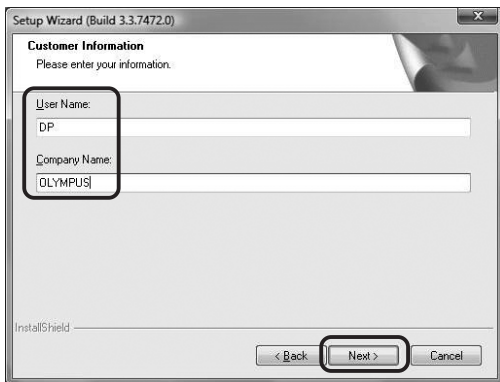 Setup Wizard (Build 3.3.7472.0)
Customer Information
Please enter your information.
User Name:
DP
Company Name:
OLYMPUS
InstallShield
< Back
Next >
Cancel